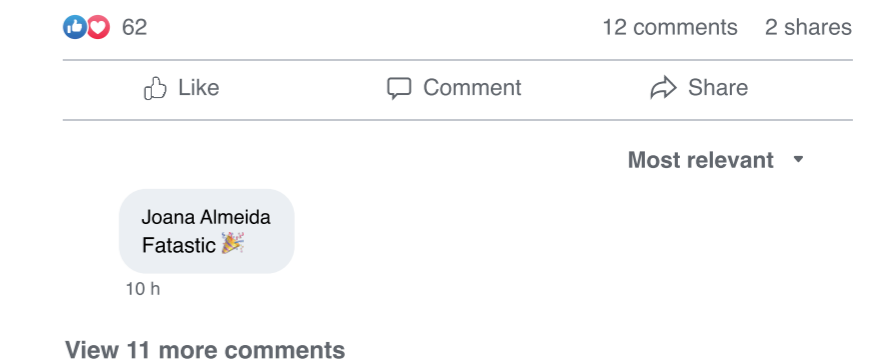 62 12 comments 2 shares
Like Comment Share
Most relevant
Joana Almeida
Fatastic 🎉
10 h
View 11 more comments